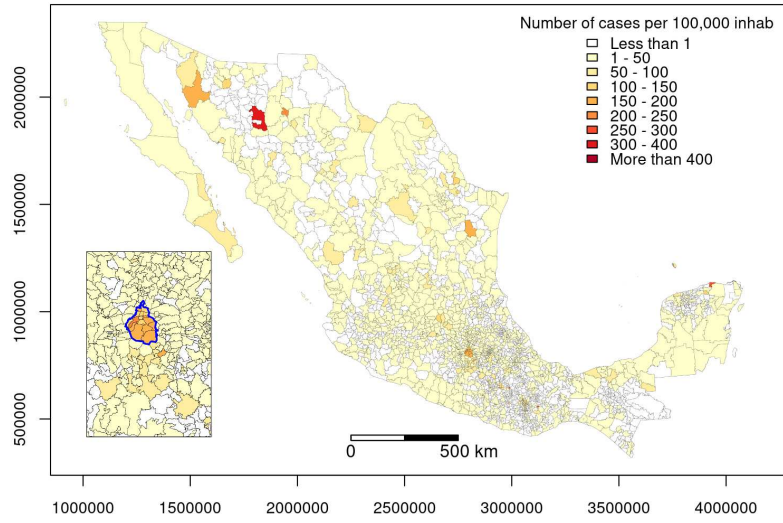 Number of cases per 100,000 inhab
Less than 1
1 - 50
50 - 100
100 - 150
150 - 200
200 - 250
250 - 300
300 - 400
More than 400
2000000
1500000
1000000
500000
0 500 km
1000000 1500000 2000000 2500000 3000000 3500000 4000000